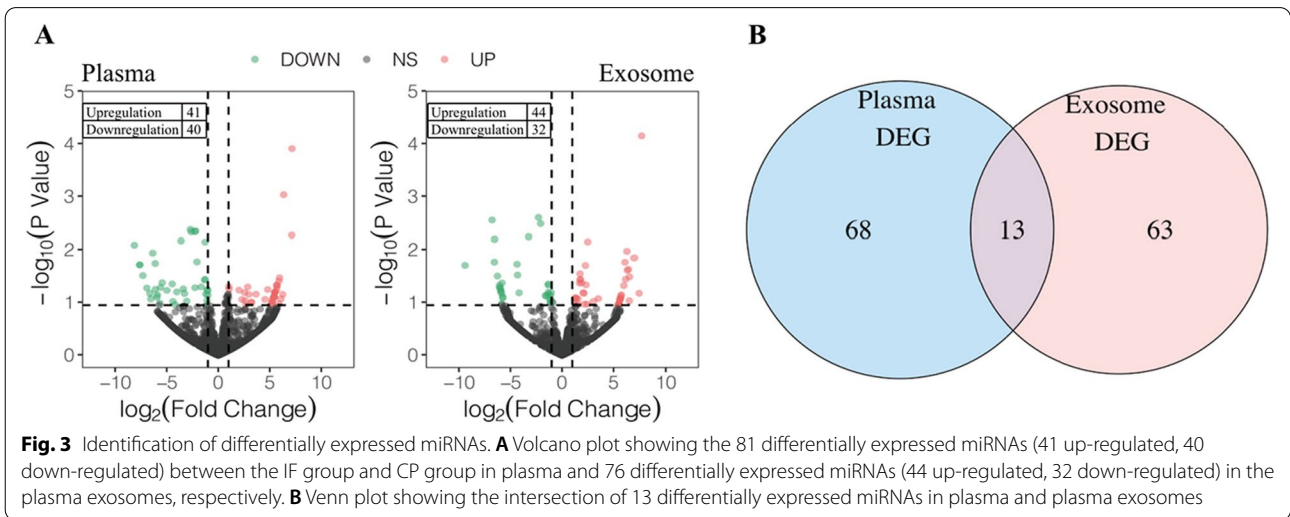 A
B
DOWN NS UP
Plasma
Exosome
Upregulation 41
Downregulation 40
5
4
3
2
1
0
−log10(P Value)
−10 −5 0 5 10
log2(Fold Change)
Upregulation 44
Downregulation 32
5
4
3
2
1
0
−log10(P Value)
−10 −5 0 5 10
log2(Fold Change)
Plasma
DEG
Exosome
DEG
68
13
63
Fig. 3 Identification of differentially expressed miRNAs. A Volcano plot showing the 81 differentially expressed miRNAs (41 up-regulated, 40
down-regulated) between the IF group and CP group in plasma and 76 differentially expressed miRNAs (44 up-regulated, 32 down-regulated) in the
plasma exosomes, respectively. B Venn plot showing the intersection of 13 differentially expressed miRNAs in plasma and plasma exosomes